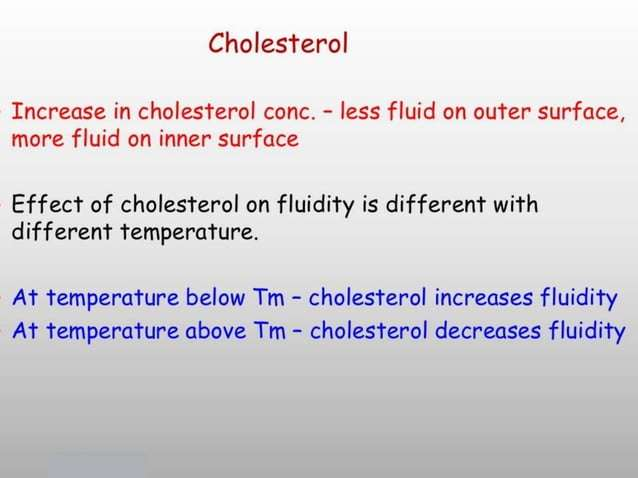 Cholesterol
Increase in cholesterol conc. – less fluid on outer surface,
more fluid on inner surface
Effect of cholesterol on fluidity is different with
different temperature.
At temperature below Tm – cholesterol increases fluidity
At temperature above Tm – cholesterol decreases fluidity